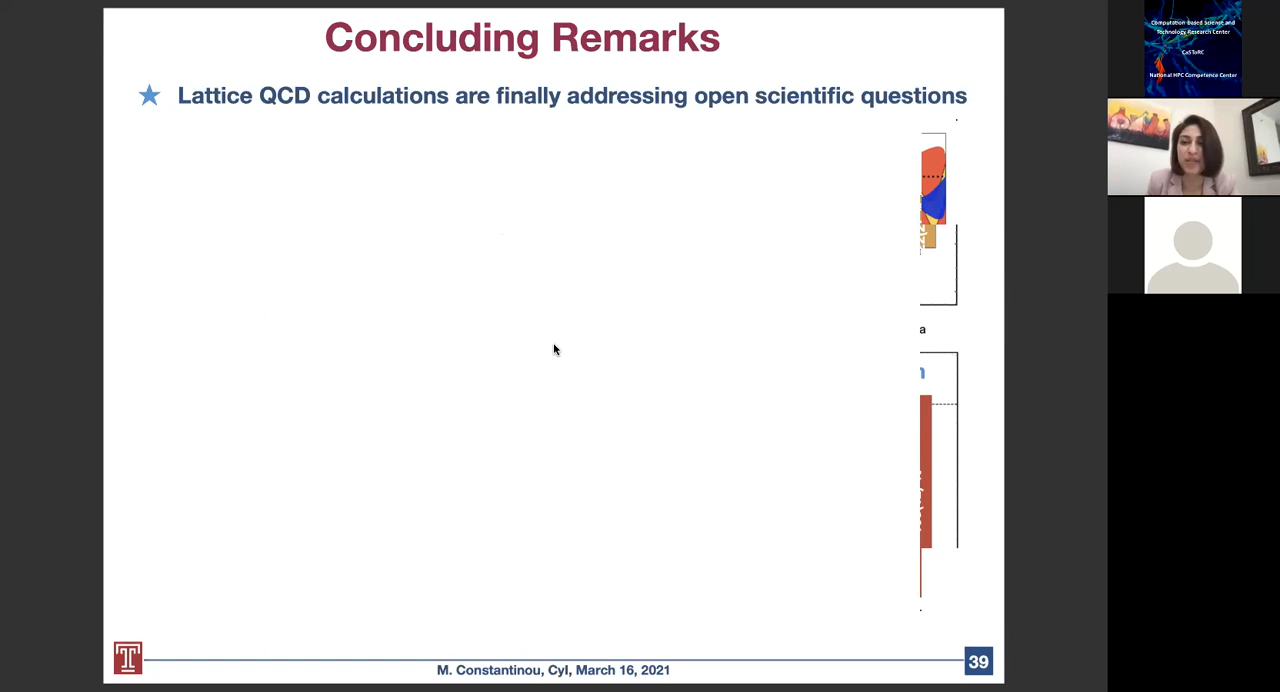 Concluding Remarks
★ Lattice QCD calculations are finally addressing open scientific questions
a
n
M. Constantinou, CyI, March 16, 2021
39
Computation-based Science and
Technology Research Center
CaSToRC
National HPC Competence Center